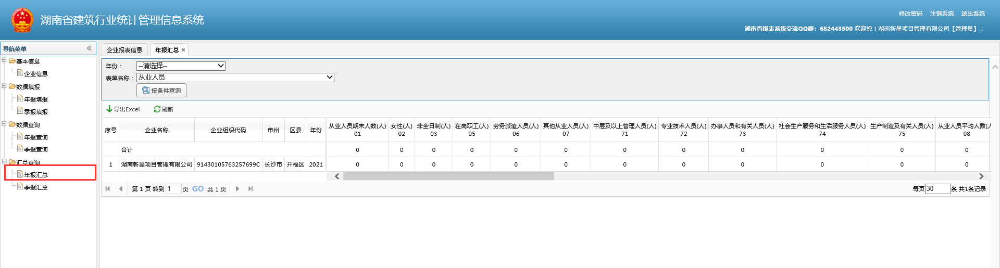 湖南省建筑行业统计管理信息系统
修改密码 注销系统 退出系统
湖南首报表系统交流QQ群：682443500 欢迎您！湖南新星项目管理有限公司【管理员】！
导航菜单
基本信息
企业信息
数据填报
年报填报
季报填报
数据查询
年报查询
季报查询
汇总查询
年报汇总
季报汇总
企业报表信息 年报汇总
年份： --请选择--
表单名称： 从业人员
按条件查询
导出Excel 刷新
序号 企业名称 企业组织代码 市州 区县 年份 从业人员期末人数(人) 女性(人) 非全日制(人) 在岗职工(人) 劳务派遣人员(人) 其他从业人员(人) 中层及以上管理人员(人) 专业技术人员(人) 办事人员和有关人员(人) 社会生产服务和生活服务人员(人) 生产制造及有关人员(人) 从业人员平均人数(人
01 02 03 05 06 07 71 72 73 74 75 08
合计 0 0 0 0 0 0 0 0 0 0 0 0
1 湖南新星项目管理有限公司 91430105763257699C 长沙市 开福区 2021 0 0 0 0 0 0 0 0 0 0 0 0
第 1 页 转到 1 页 GO 共 1 页 每页 30 条 共1条记录